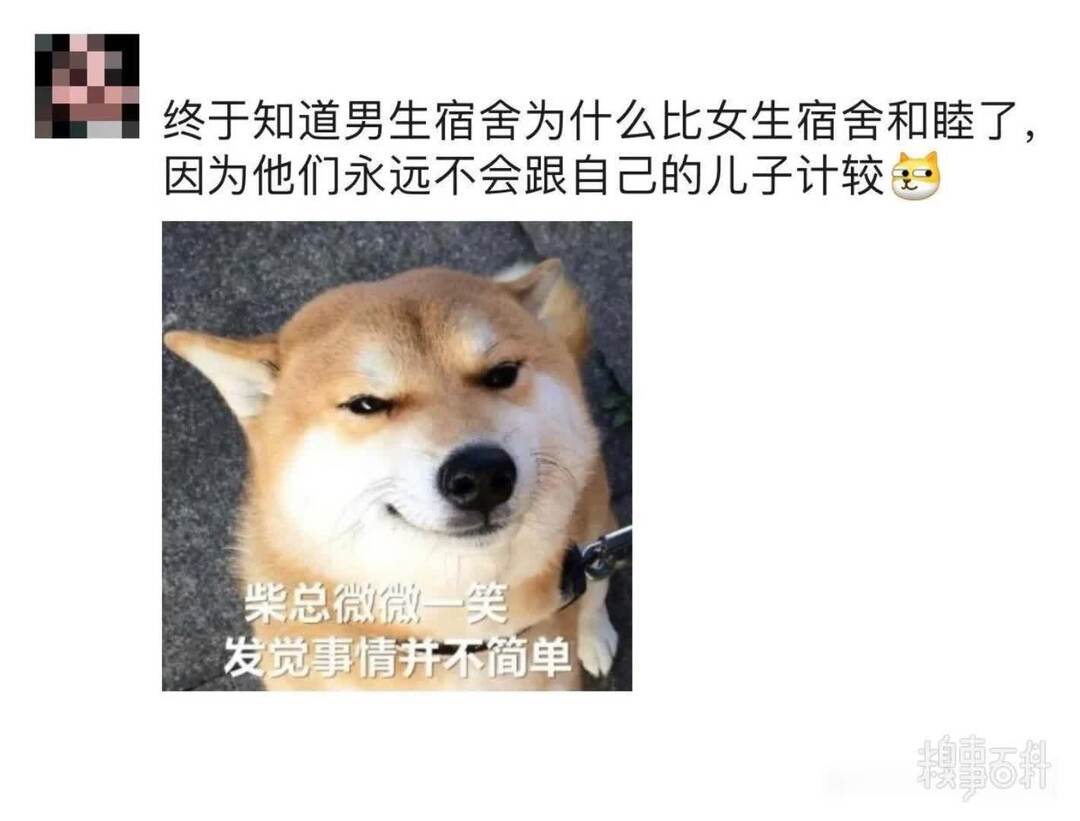 终于知道男生宿舍为什么比女生宿舍和睦了，
因为他们永远不会跟自己的儿子计较
柴总微微一笑
发觉事情并不简单
糗事百科